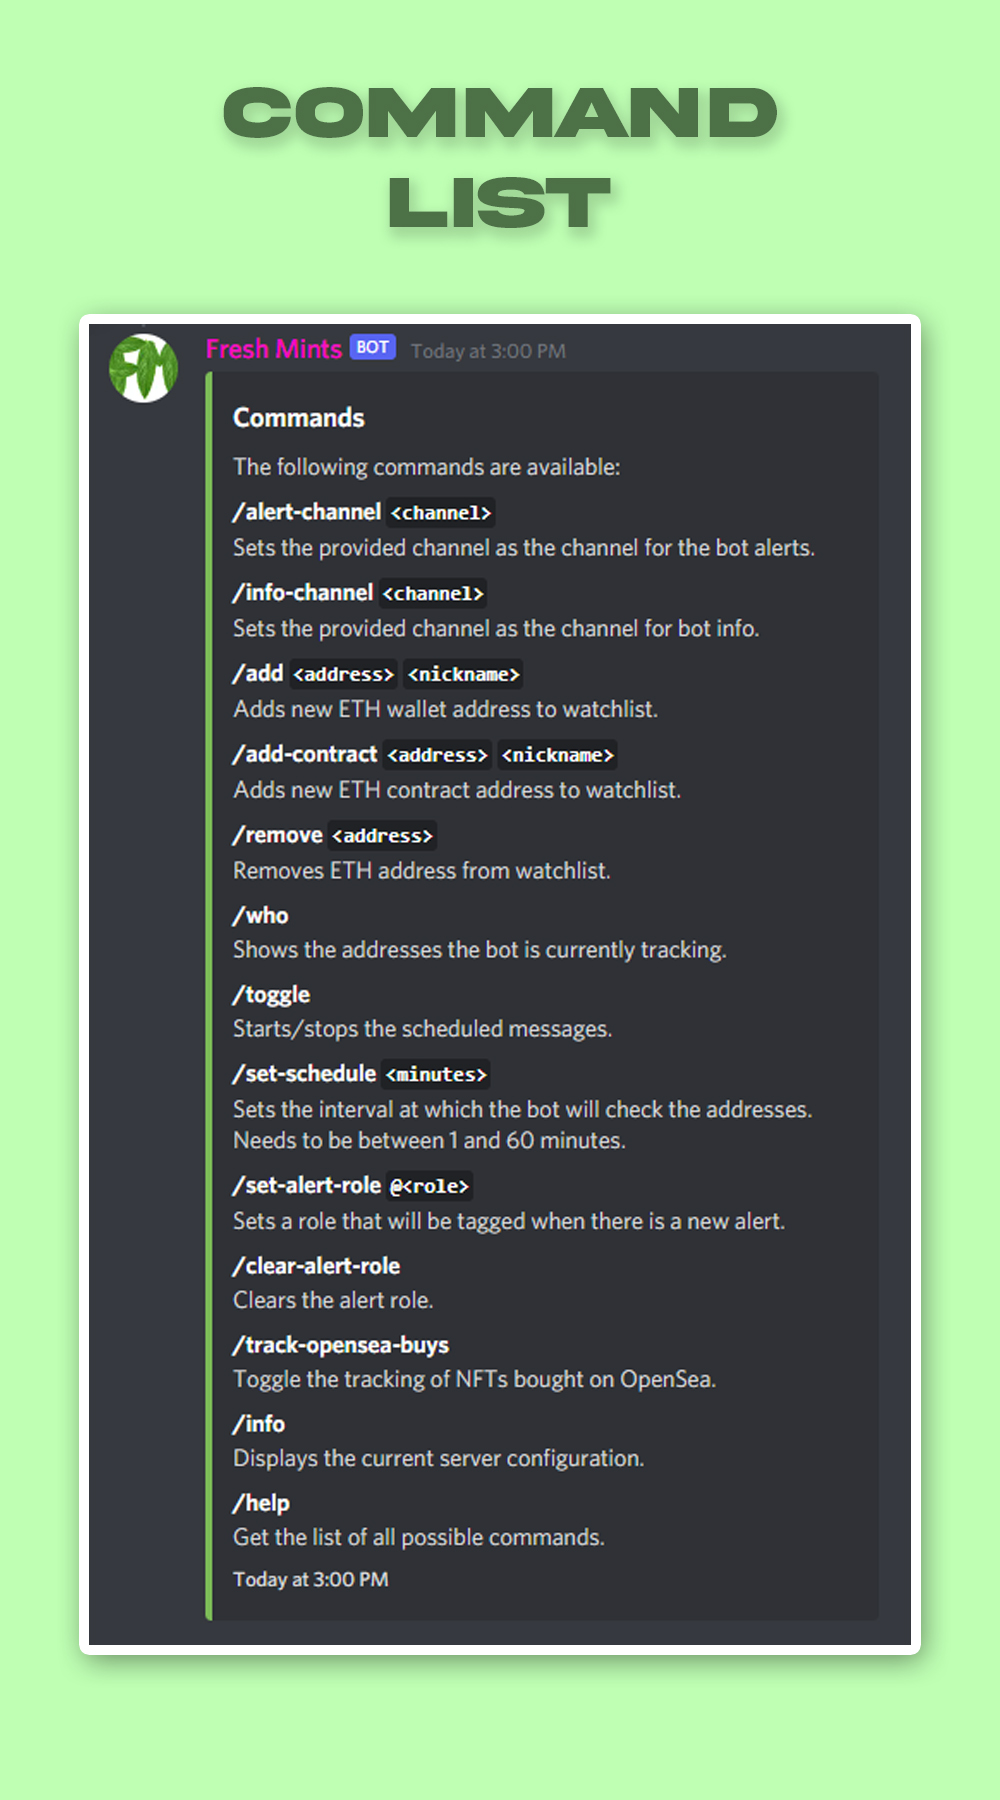 COMMAND
LIST
FM
Fresh Mints BOT Today at 3:00 PM
Commands
The following commands are available:
/alert-channel <channel>
Sets the provided channel as the channel for the bot alerts.
/info-channel <channel>
Sets the provided channel as the channel for bot info.
/add <address> <nickname>
Adds new ETH wallet address to watchlist.
/add-contract <address> <nickname>
Adds new ETH contract address to watchlist.
/remove <address>
Removes ETH address from watchlist.
/who
Shows the addresses the bot is currently tracking.
/toggle
Starts/stops the scheduled messages.
/set-schedule <minutes>
Sets the interval at which the bot will check the addresses.
Needs to be between 1 and 60 minutes.
/set-alert-role @<role>
Sets a role that will be tagged when there is a new alert.
/clear-alert-role
Clears the alert role.
/track-opensea-buys
Toggle the tracking of NFTs bought on OpenSea.
/info
Displays the current server configuration.
/help
Get the list of all possible commands.
Today at 3:00 PM